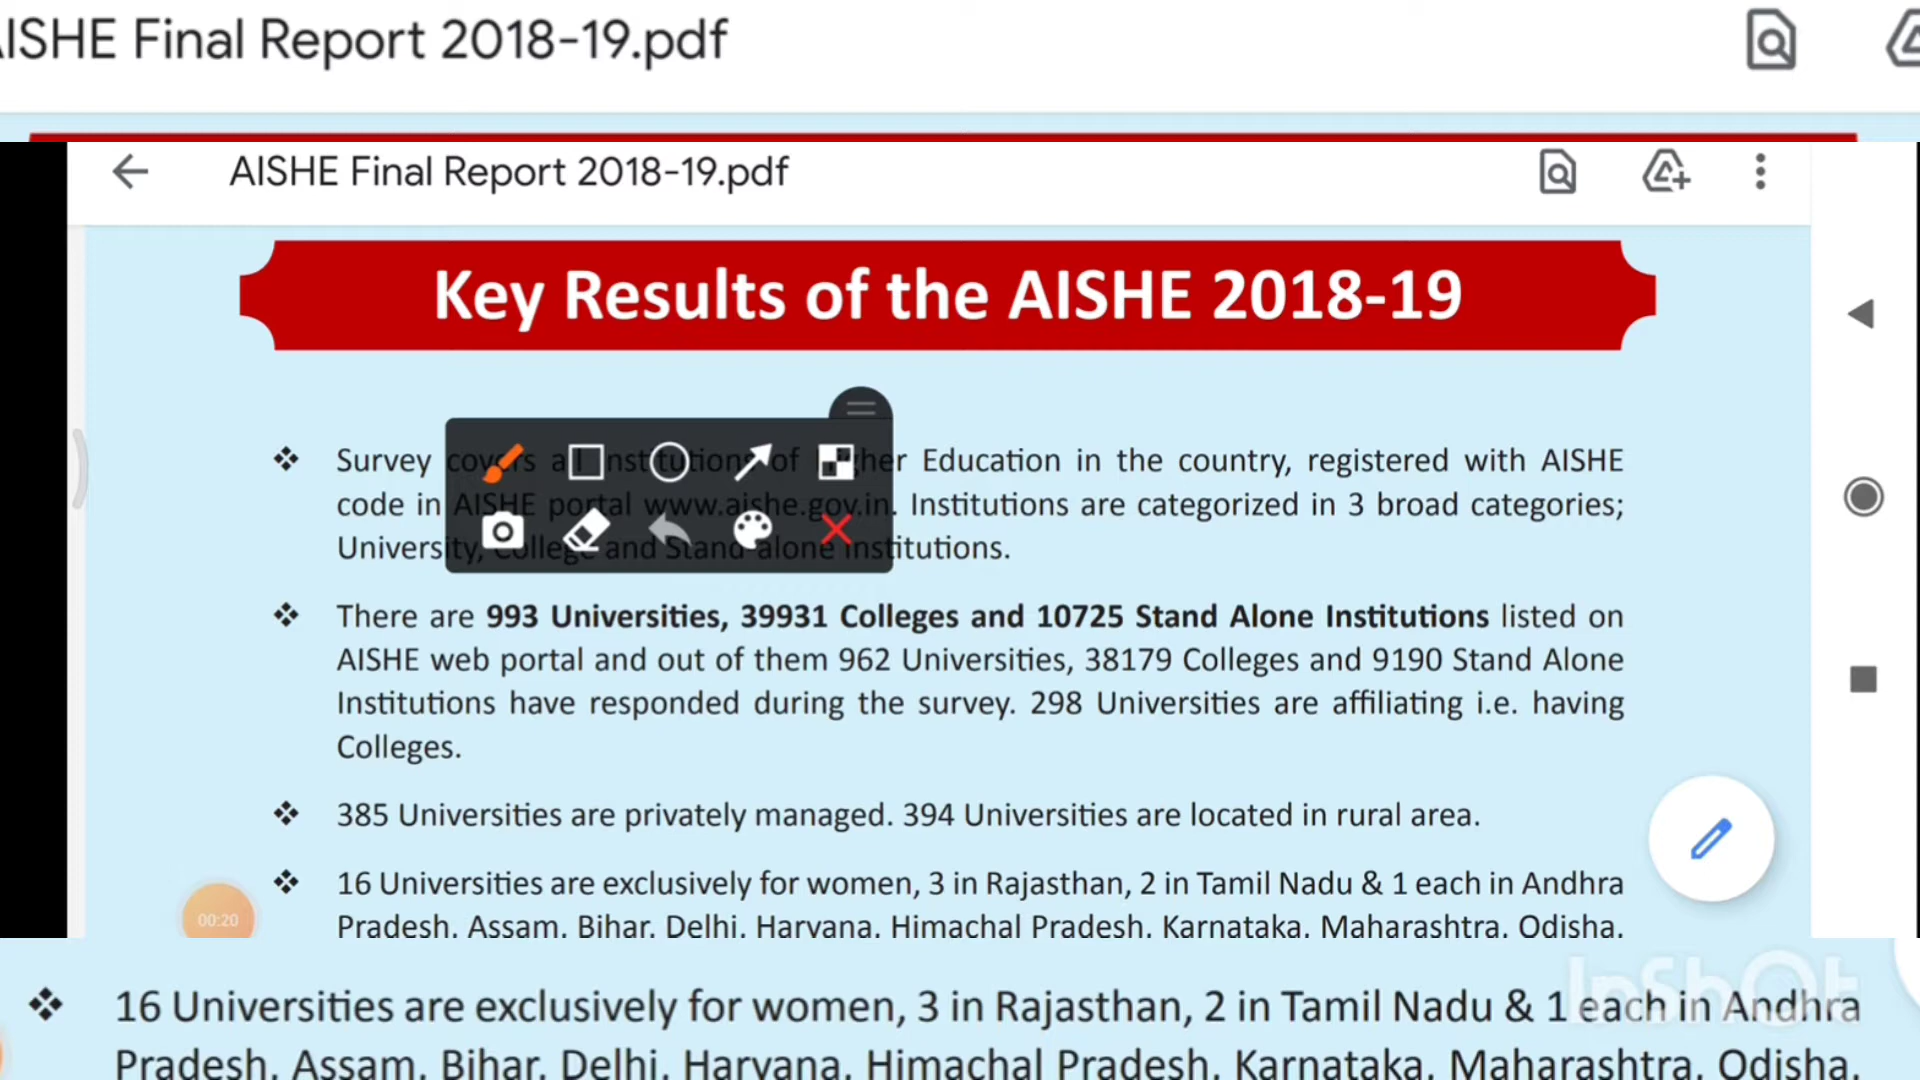 AISHE Final Report 2018-19.pdf
AISHE Final Report 2018-19.pdf
Key Results of the AISHE 2018-19
❖ Survey covers all Institutions of Higher Education in the country, registered with AISHE
code in AISHE portal www.aishe.gov.in. Institutions are categorized in 3 broad categories;
University, College and Stand-alone Institutions.
❖ There are 993 Universities, 39931 Colleges and 10725 Stand Alone Institutions listed on
AISHE web portal and out of them 962 Universities, 38179 Colleges and 9190 Stand Alone
Institutions have responded during the survey. 298 Universities are affiliating i.e. having
Colleges.
❖ 385 Universities are privately managed. 394 Universities are located in rural area.
❖ 16 Universities are exclusively for women, 3 in Rajasthan, 2 in Tamil Nadu & 1 each in Andhra
00:20
Pradesh, Assam, Bihar, Delhi, Haryana, Himachal Pradesh, Karnataka, Maharashtra, Odisha,
InShOt
❖ 16 Universities are exclusively for women, 3 in Rajasthan, 2 in Tamil Nadu & 1 each in Andhra
Pradesh, Assam, Bihar, Delhi, Haryana, Himachal Pradesh, Karnataka, Maharashtra, Odisha,